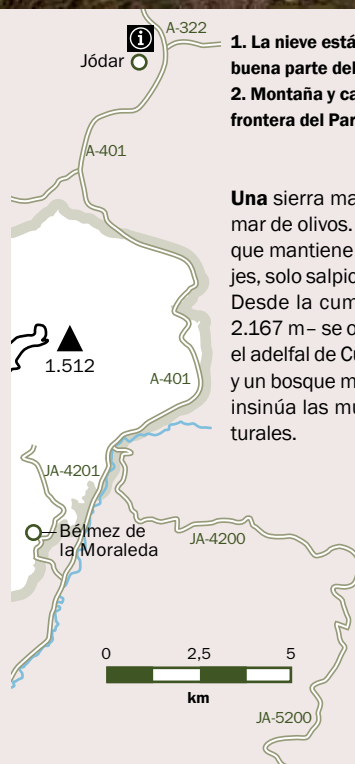 A-322
Jódar
A-401
1.512
A-401
JA-4201
Bélmez de
la Moraleda
JA-4200
0 2,5 5
km
JA-5200
1. La nieve está
buena parte del
2. Montaña y ca
frontera del Par
Una sierra ma
mar de olivos.
que mantiene
jes, solo salpic
Desde la cum
2.167 m– se o
el adelfal de Cu
y un bosque m
insinúa las mu
turales.